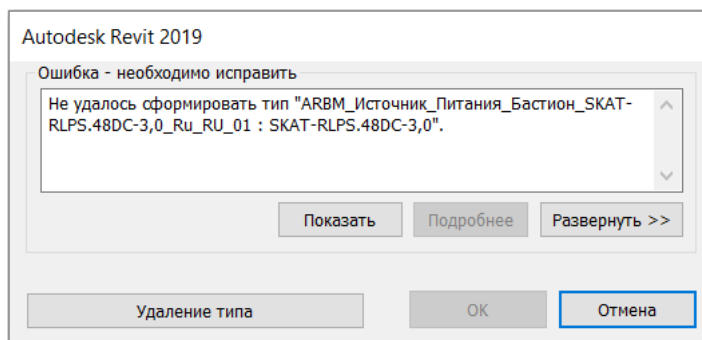 Autodesk Revit 2019
Ошибка - необходимо исправить
Не удалось сформировать тип "ARBM_Источник_Питания_Бастион_SKAT-
RLPS.48DC-3,0_Ru_RU_01 : SKAT-RLPS.48DC-3,0".
Показать Подробнее Развернуть >>
Удаление типа OK Отмена